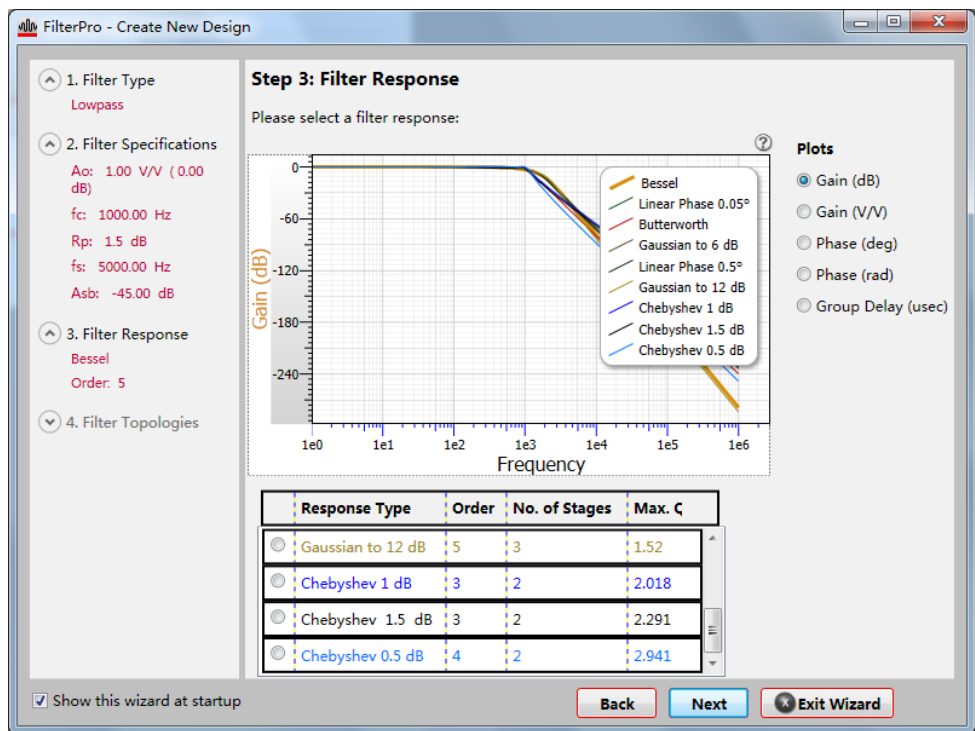 FilterPro - Create New Design
1. Filter Type
Lowpass
2. Filter Specifications
Ao: 1.00 V/V ( 0.00
dB)
fc: 1000.00 Hz
Rp: 1.5 dB
fs: 5000.00 Hz
Asb: -45.00 dB
3. Filter Response
Bessel
Order: 5
4. Filter Topologies
Step 3: Filter Response
Please select a filter response:
?
Gain (dB)
0
-60
-120
-180
-240
1e0 1e1 1e2 1e3 1e4 1e5 1e6
Frequency
Bessel
Linear Phase 0.05°
Butterworth
Gaussian to 6 dB
Linear Phase 0.5°
Gaussian to 12 dB
Chebyshev 1 dB
Chebyshev 1.5 dB
Chebyshev 0.5 dB
Plots
Gain (dB)
Gain (V/V)
Phase (deg)
Phase (rad)
Group Delay (usec)
Response Type Order No. of Stages Max. Q
Gaussian to 12 dB 5 3 1.52
Chebyshev 1 dB 3 2 2.018
Chebyshev 1.5 dB 3 2 2.291
Chebyshev 0.5 dB 4 2 2.941
Show this wizard at startup
Back Next Exit Wizard